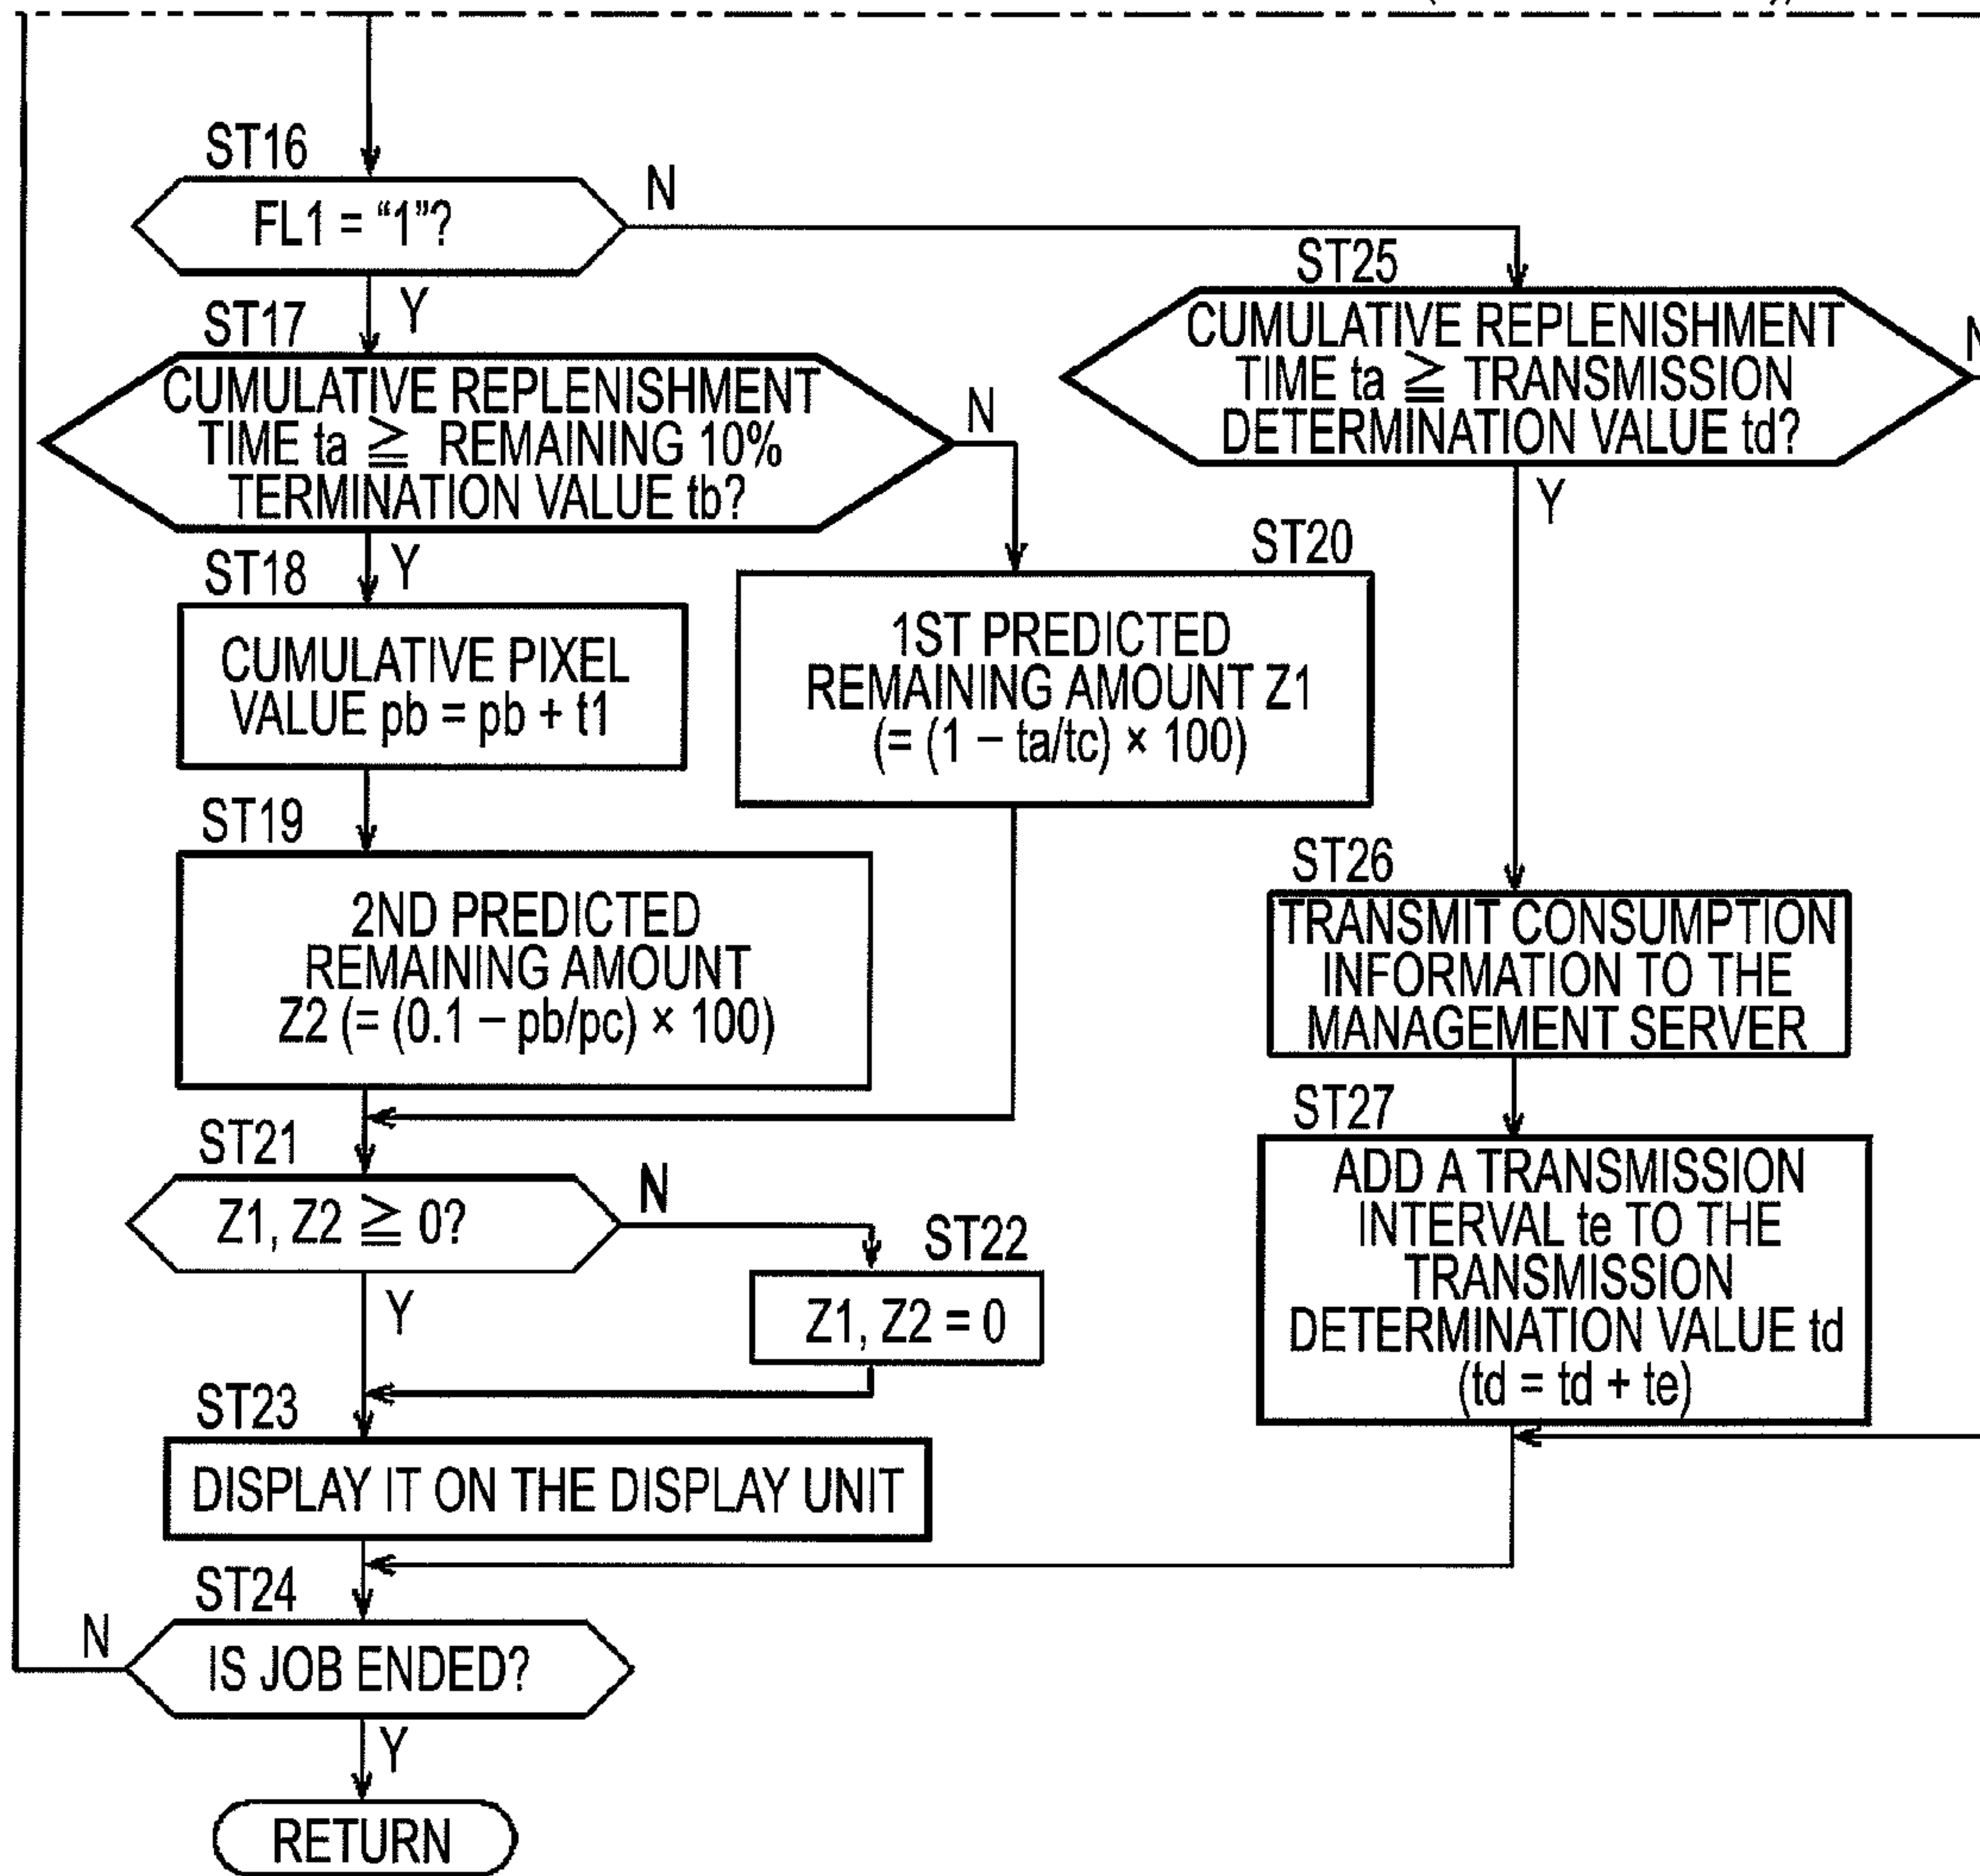 ST16
FL1 = “1”?
N
Y
ST17
CUMULATIVE REPLENISHMENT
TIME ta ≧ REMAINING 10%
TERMINATION VALUE tb?
N
Y
ST18
CUMULATIVE PIXEL
VALUE pb = pb + t1
ST20
1ST PREDICTED
REMAINING AMOUNT Z1
(= (1 − ta/tc) × 100)
ST19
2ND PREDICTED
REMAINING AMOUNT
Z2 (= (0.1 − pb/pc) × 100)
ST21
Z1, Z2 ≧ 0?
N
Y
ST22
Z1, Z2 = 0
ST23
DISPLAY IT ON THE DISPLAY UNIT
ST24
IS JOB ENDED?
N
Y
RETURN
ST25
CUMULATIVE REPLENISHMENT
TIME ta ≧ TRANSMISSION
DETERMINATION VALUE td?
N
Y
ST26
TRANSMIT CONSUMPTION
INFORMATION TO THE
MANAGEMENT SERVER
ST27
ADD A TRANSMISSION
INTERVAL te TO THE
TRANSMISSION
DETERMINATION VALUE td
(td = td + te)